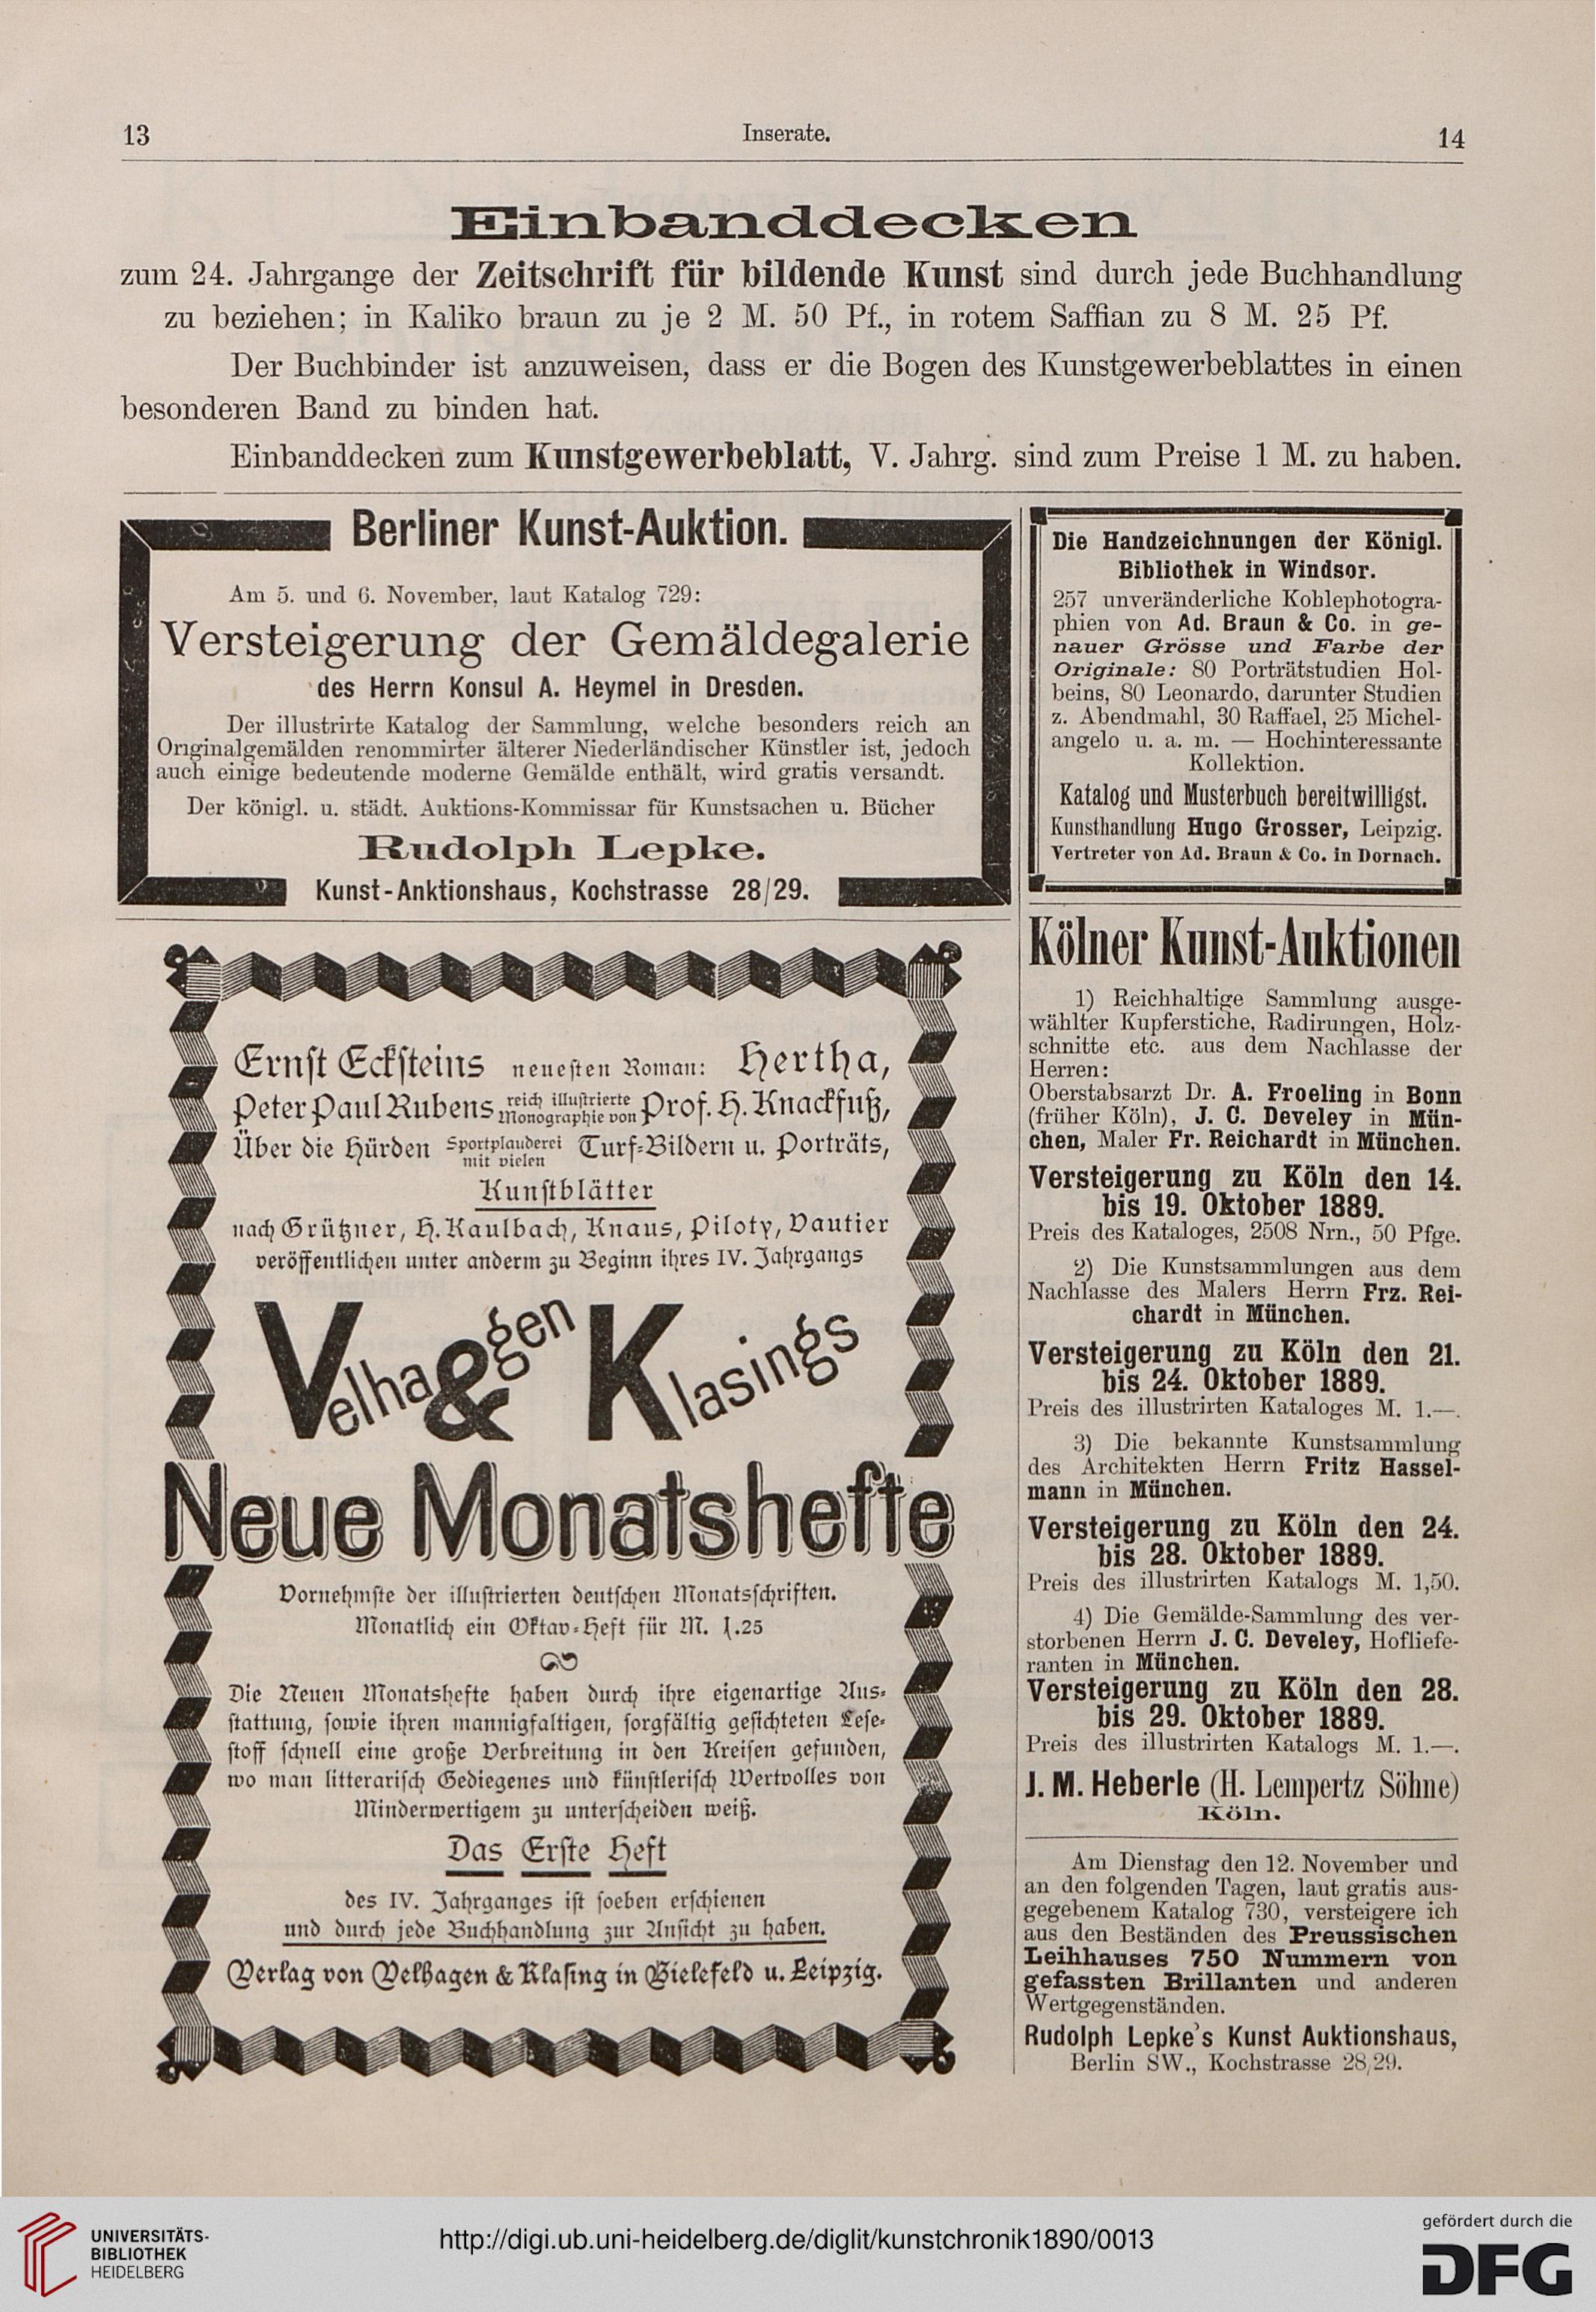 13
Inserate.
14
Einbanddecken
zum 24. Jahrgange der Zeitschrift für bildende Kunst sind durch jede Buchhandlung
zu beziehen; in Kaliko braun zu je 2 M. 50 Pf., in rotem Saffian zu 8 M. 25 Pf.
Der Buchbinder ist anzuweisen, dass er die Bogen des Kunstgewerbeblattes in einen
besonderen Band zu binden hat.
Einbanddecken zum Kunstgewerbeblatt, V. Jahrg. sind zum Preise 1 M. zu haben.
Berliner Kunst-Auktion.
Am 5. und 6. November, laut Katalog 729:
Versteigerung der Gemäldegalerie
des Herrn Konsul A. Heymel in Dresden.
Der illustrirte Katalog der Sammlung, welche besonders reich an
Originalgemälden renommirter älterer Niederländischer Künstler ist, jedoch
auch einige bedeutende moderne Gemälde enthält, wird gratis versandt.
Der königl. u. städt. Auktions-Kommissar für Kunstsachen u. Bücher
Rudolph Lepke.
Kunst-Anktionshaus, Kochstrasse 28/29.
Ernſt Eckſteins neueſten Roman: Hertha,
Peter Paul Rubens, reich illuſtrierte Monographie von Prof. H. Knackfuß,
Über die Hürden Sportplauderei mit vielen Turf-Bildern u. Porträts,
Kunſtblätter
nach Grützner, H. Kaulbach, Knaus, Piloty, Vautier
veröffentlichen unter anderm zu Beginn ihres IV. Jahrgangs
Velhagen & Klasings
Neue Monatshefte
Vornehmſte der illuſtrierten deutſchen Monatsſchriften.
Monatlich ein Oktav-Heft für M. 1.25
Die Neuen Monatshefte haben durch ihre eigenartige Aus-
ſtattung, ſowie ihren mannigfaltigen, ſorgfältig geſichteten Leſe-
ſtoff ſchnell eine große Verbreitung in den Kreiſen gefunden,
wo man litterariſch Gediegenes und künſtleriſch Wertvolles von
Minderwertigem zu unterſcheiden weiß.
Das Erſte Heft
des IV. Jahrganges iſt ſoeben erſchienen
und durch jede Buchhandlung zur Anſicht zu haben.
Verlag von Velhagen & Klaſing in Bielefeld u. Leipzig.
Die Handzeichnungen der Königl.
Bibliothek in Windsor.
257 unveränderliche Kohlephotogra-
phien von Ad. Braun & Co. in ge-
nauer Grösse und Farbe der
Originale: 80 Porträtstudien Hol-
beins, 80 Leonardo, darunter Studien
z. Abendmahl, 30 Raffael, 25 Michel-
angelo u. a. m. — Hochinteressante
Kollektion.
Katalog und Musterbuch bereitwilligst.
Kunsthandlung Hugo Grosser, Leipzig.
Vertreter von Ad. Braun & Co. in Dornach.
Kölner Kunst-Auktionen
1) Reichhaltige Sammlung ausge-
wählter Kupferstiche, Radirungen, Holz-
schnitte etc. aus dem Nachlasse der
Herren:
Oberstabsarzt Dr. A. Froeling in Bonn
(früher Köln), J. C. Develey in Mün-
chen, Maler Fr. Reichardt in München.
Versteigerung zu Köln den 14.
bis 19. Oktober 1889.
Preis des Kataloges, 2508 Nrn., 50 Pfge.
2) Die Kunstsammlungen aus dem
Nachlasse des Malers Herrn Frz. Rei-
chardt in München.
Versteigerung zu Köln den 21.
bis 24. Oktober 1889.
Preis des illustrirten Kataloges M. 1.—.
3) Die bekannte Kunstsammlung
des Architekten Herrn Fritz Hassel-
mann in München.
Versteigerung zu Köln den 24.
bis 28. Oktober 1889.
Preis des illustrirten Katalogs M. 1,50.
4) Die Gemälde-Sammlung des ver-
storbenen Herrn J. C. Develey, Hofliefe-
ranten in München.
Versteigerung zu Köln den 28.
bis 29. Oktober 1889.
Preis des illustrirten Katalogs M. 1.—.
J. M. Heberle (H. Lempertz Söhne)
Köln.
Am Dienstag den 12. November und
an den folgenden Tagen, laut gratis aus-
gegebenem Katalog 730, versteigere ich
aus den Beständen des Preussischen
Leihhauses 750 Nummern von
gefassten Brillanten und anderen
Wertgegenständen.
Rudolph Lepke's Kunst Auktionshaus,
Berlin SW., Kochstrasse 28/29.
UNIVERSITÄTS-
BIBLIOTHEK
HEIDELBERG
http://digi.ub.uni-heidelberg.de/diglit/kunstchronik1890/0013
gefördert durch die
DFG